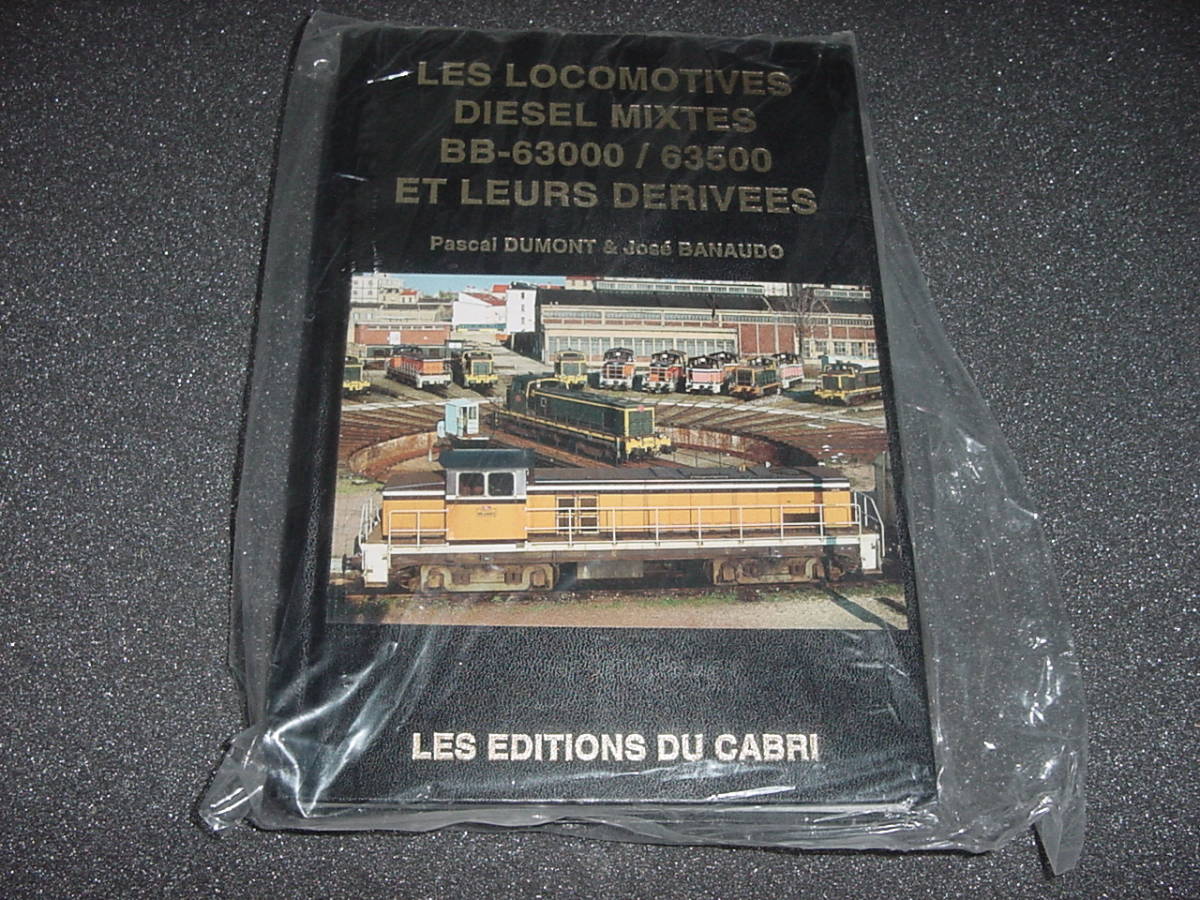 LES LOCOMOTIVES
DIESEL MIXTES
BB-63000 / 63500
ET LEURS DERIVEES
Pascal DUMONT & José BANAUDO
LES EDITIONS DU CABRI